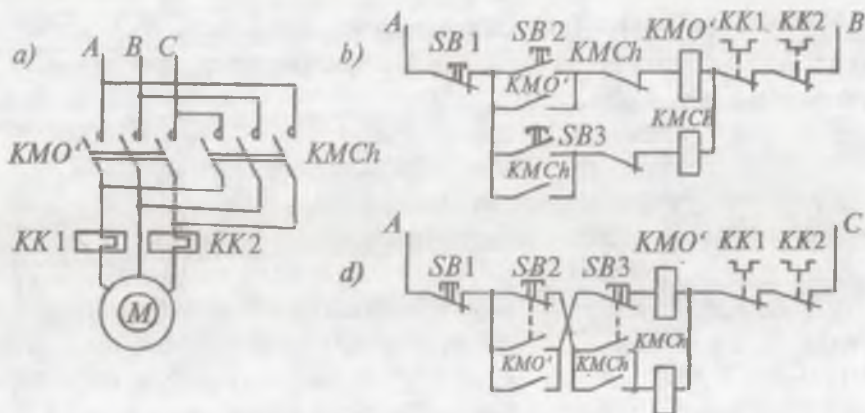 a)
A B C
KMO‘
KMCh
KK1
KK2
M
b)
A
B
SB1
SB2
KMCh
KMO‘
KK1
KK2
KMO‘
KMCh
SB3
KMCh
d)
A
C
SB1
SB2
SB3
KMO‘
KK1
KK2
KMO‘
KMCh
KMCh